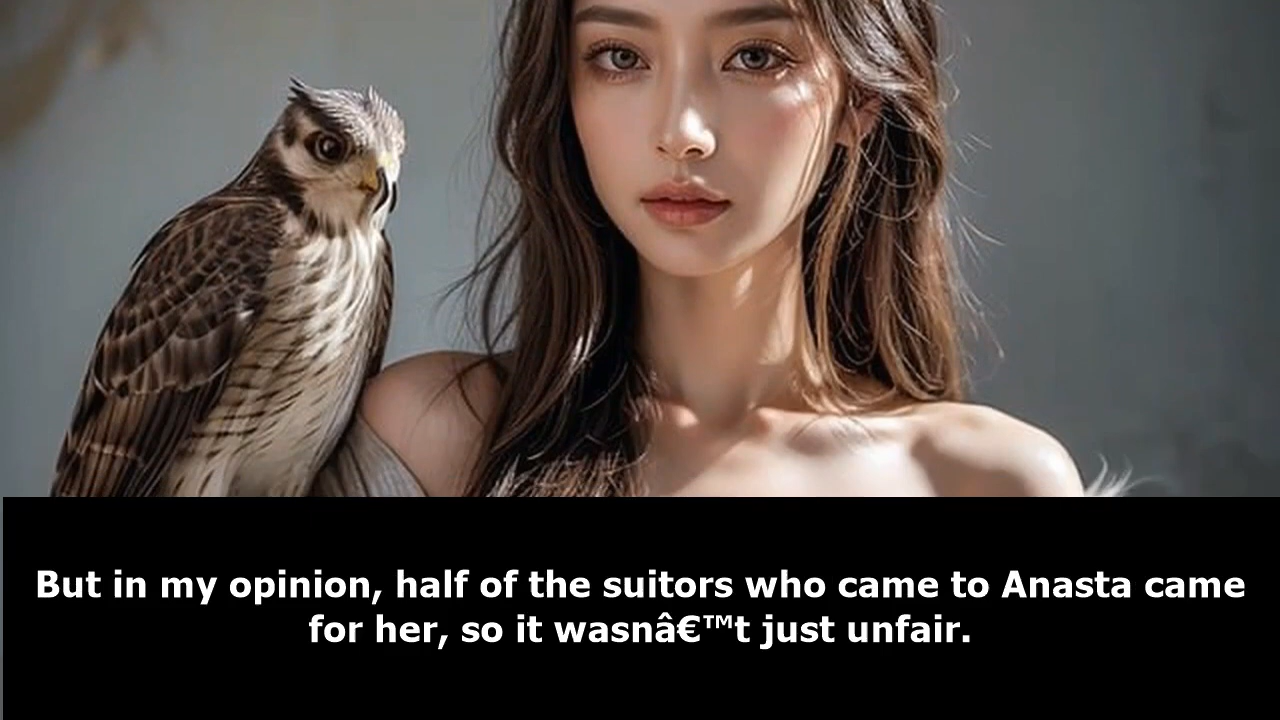 But in my opinion, half of the suitors who came to Anasta came
for her, so it wasnâ€™t just unfair.